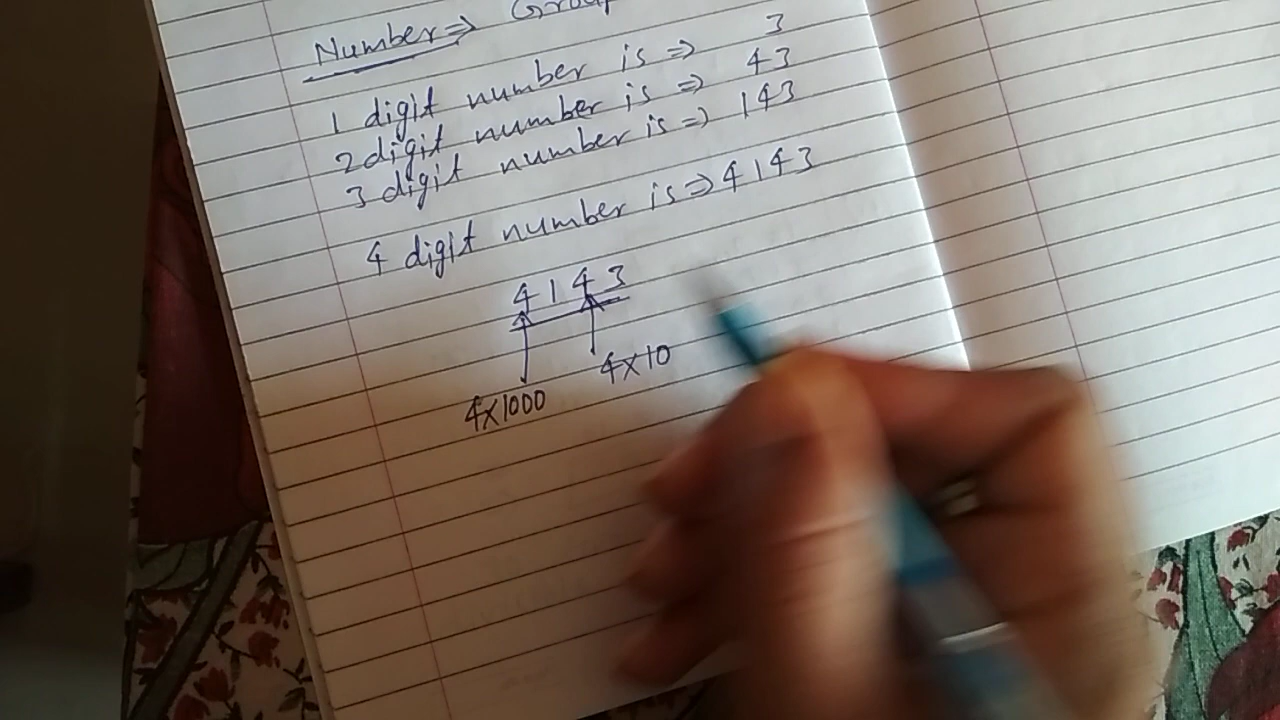 Number⇒ Group
1 digit number is ⇒ 3
2 digit number is ⇒ 43
3 digit number is ⇒ 143
4 digit number is ⇒ 4143
4143
4×10
4×1000